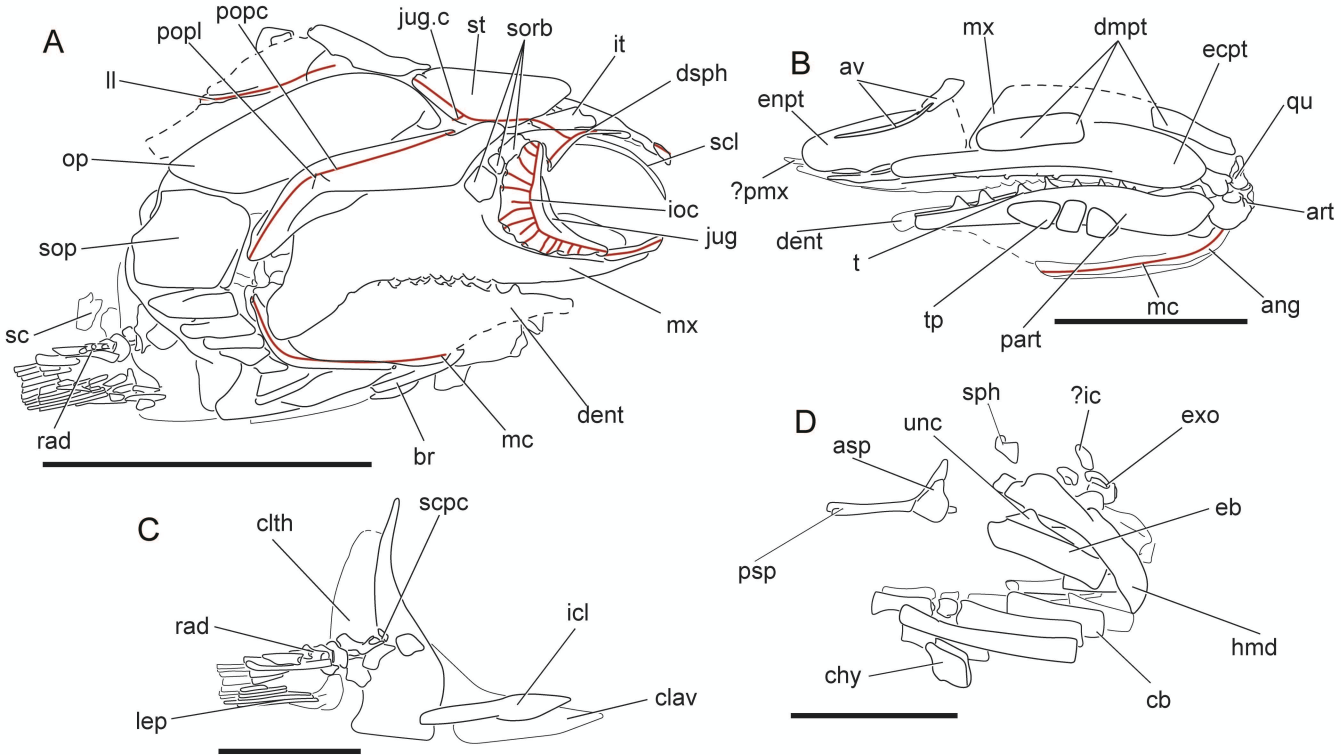 A
popc
popl
jug.c
st
sorb
it
dsph
ll
scl
op
ioc
sop
jug
sc
mx
rad
dent
br
mc
B
mx
dmpt
ecpt
av
enpt
qu
?pmx
dent
art
t
tp
part
mc
ang
C
clth
scpc
rad
icl
lep
clav
D
sph
?ic
unc
exo
asp
eb
psp
hmd
chy
cb